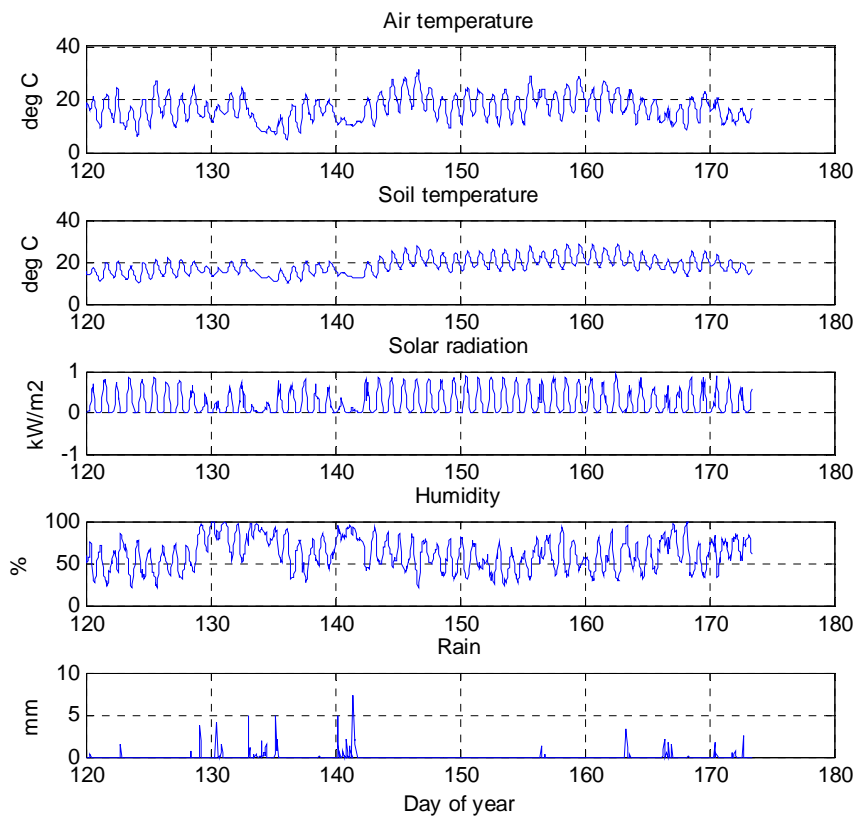 Air temperature
40
20
0
deg C
120 130 140 150 160 170 180
Soil temperature
40
20
0
deg C
120 130 140 150 160 170 180
Solar radiation
1
0
-1
kW/m2
120 130 140 150 160 170 180
Humidity
100
50
0
%
120 130 140 150 160 170 180
Rain
10
5
0
mm
120 130 140 150 160 170 180
Day of year